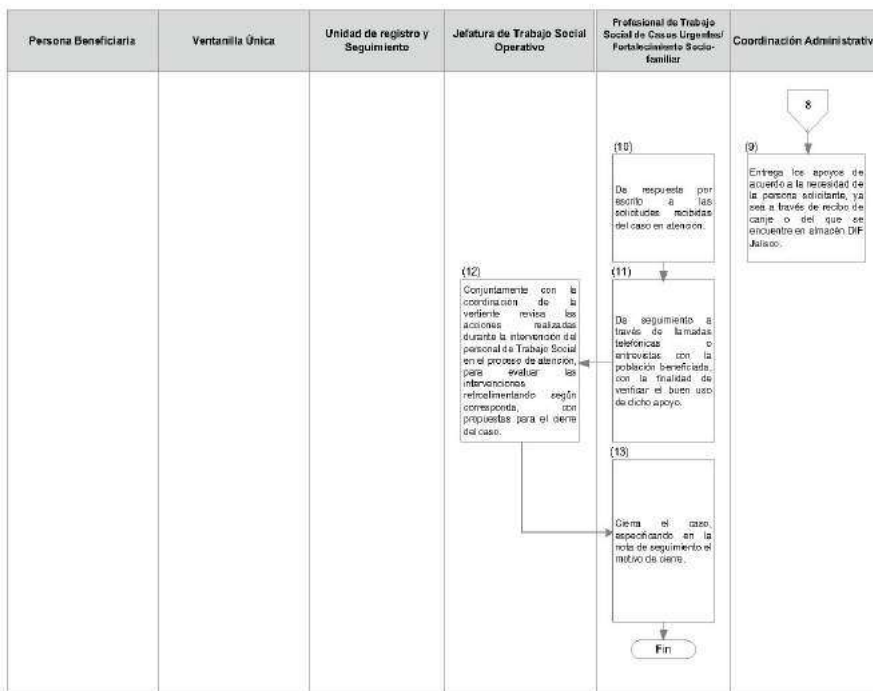 Persona Beneficiaria
Ventanilla Única
Unidad de registro y
Seguimiento
Jefatura de Trabajo Social
Operativo
Profesional de Trabajo
Social de Casos Urgentes/
Fortalecimiento Socio-
familiar
Coordinación Administrativ
8
(9)
Entrega los apoyos de
acuerdo a la necesidad de
la persona solicitante, ya
sea a través de recibo de
canje o del que se
encuentre en almacén DIF
Jalisco.
(10)
Da respuesta por
escrito a las
solicitudes recibidas
del caso en atención.
(11)
Da seguimiento a
través de llamadas
telefónicas o
entrevistas con la
población beneficiada,
con la finalidad de
verificar el buen uso
de dicho apoyo.
(12)
Conjuntamente con la
coordinación de la
vertiente revisa las
acciones realizadas
durante la intervención del
personal de Trabajo Social
en el proceso de atención,
para evaluar las
intervenciones
retroalimentando según
corresponda, con
propuestas para el cierre
del caso.
(13)
Cierra el caso,
especificando en la
nota de seguimiento el
motivo de cierre.
Fin